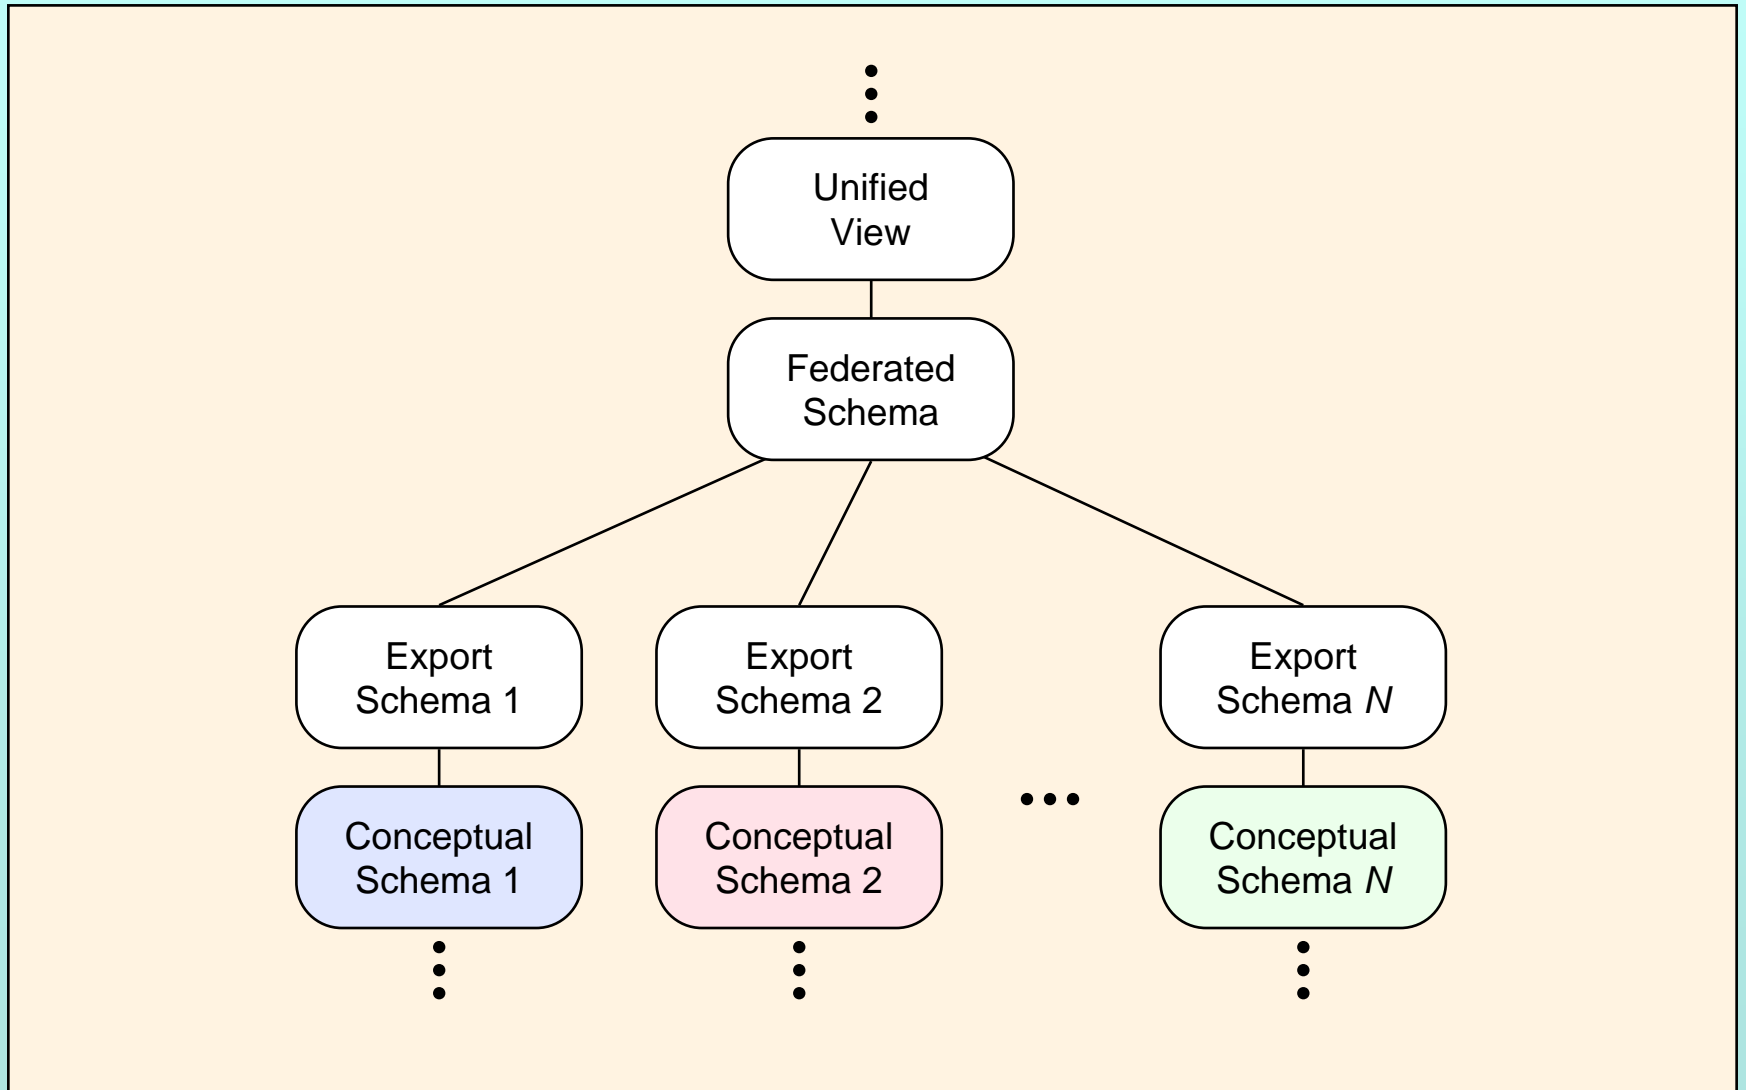 Unified
View
Federated
Schema
Export
Schema 1
Export
Schema 2
Export
Schema N
Conceptual
Schema 1
Conceptual
Schema 2
Conceptual
Schema N